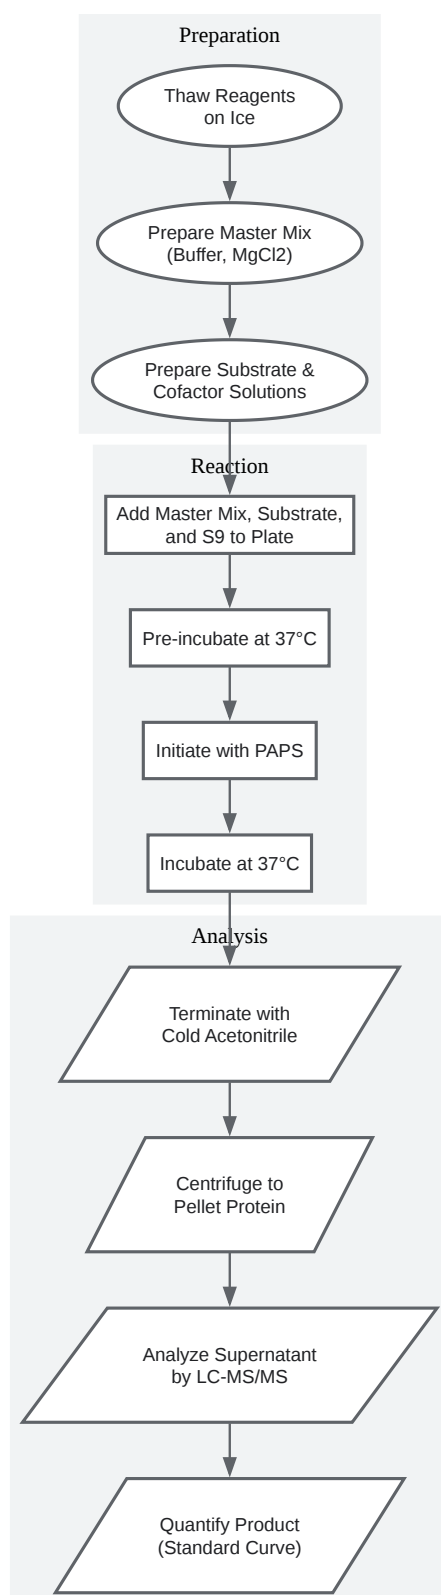 Preparation
Thaw Reagents
on Ice
Prepare Master Mix
(Buffer, MgCl2)
Prepare Substrate &
Cofactor Solutions
Reaction
Add Master Mix, Substrate,
and S9 to Plate
Pre-incubate at 37°C
Initiate with PAPS
Incubate at 37°C
Analysis
Terminate with
Cold Acetonitrile
Centrifuge to
Pellet Protein
Analyze Supernatant
by LC-MS/MS
Quantify Product
(Standard Curve)